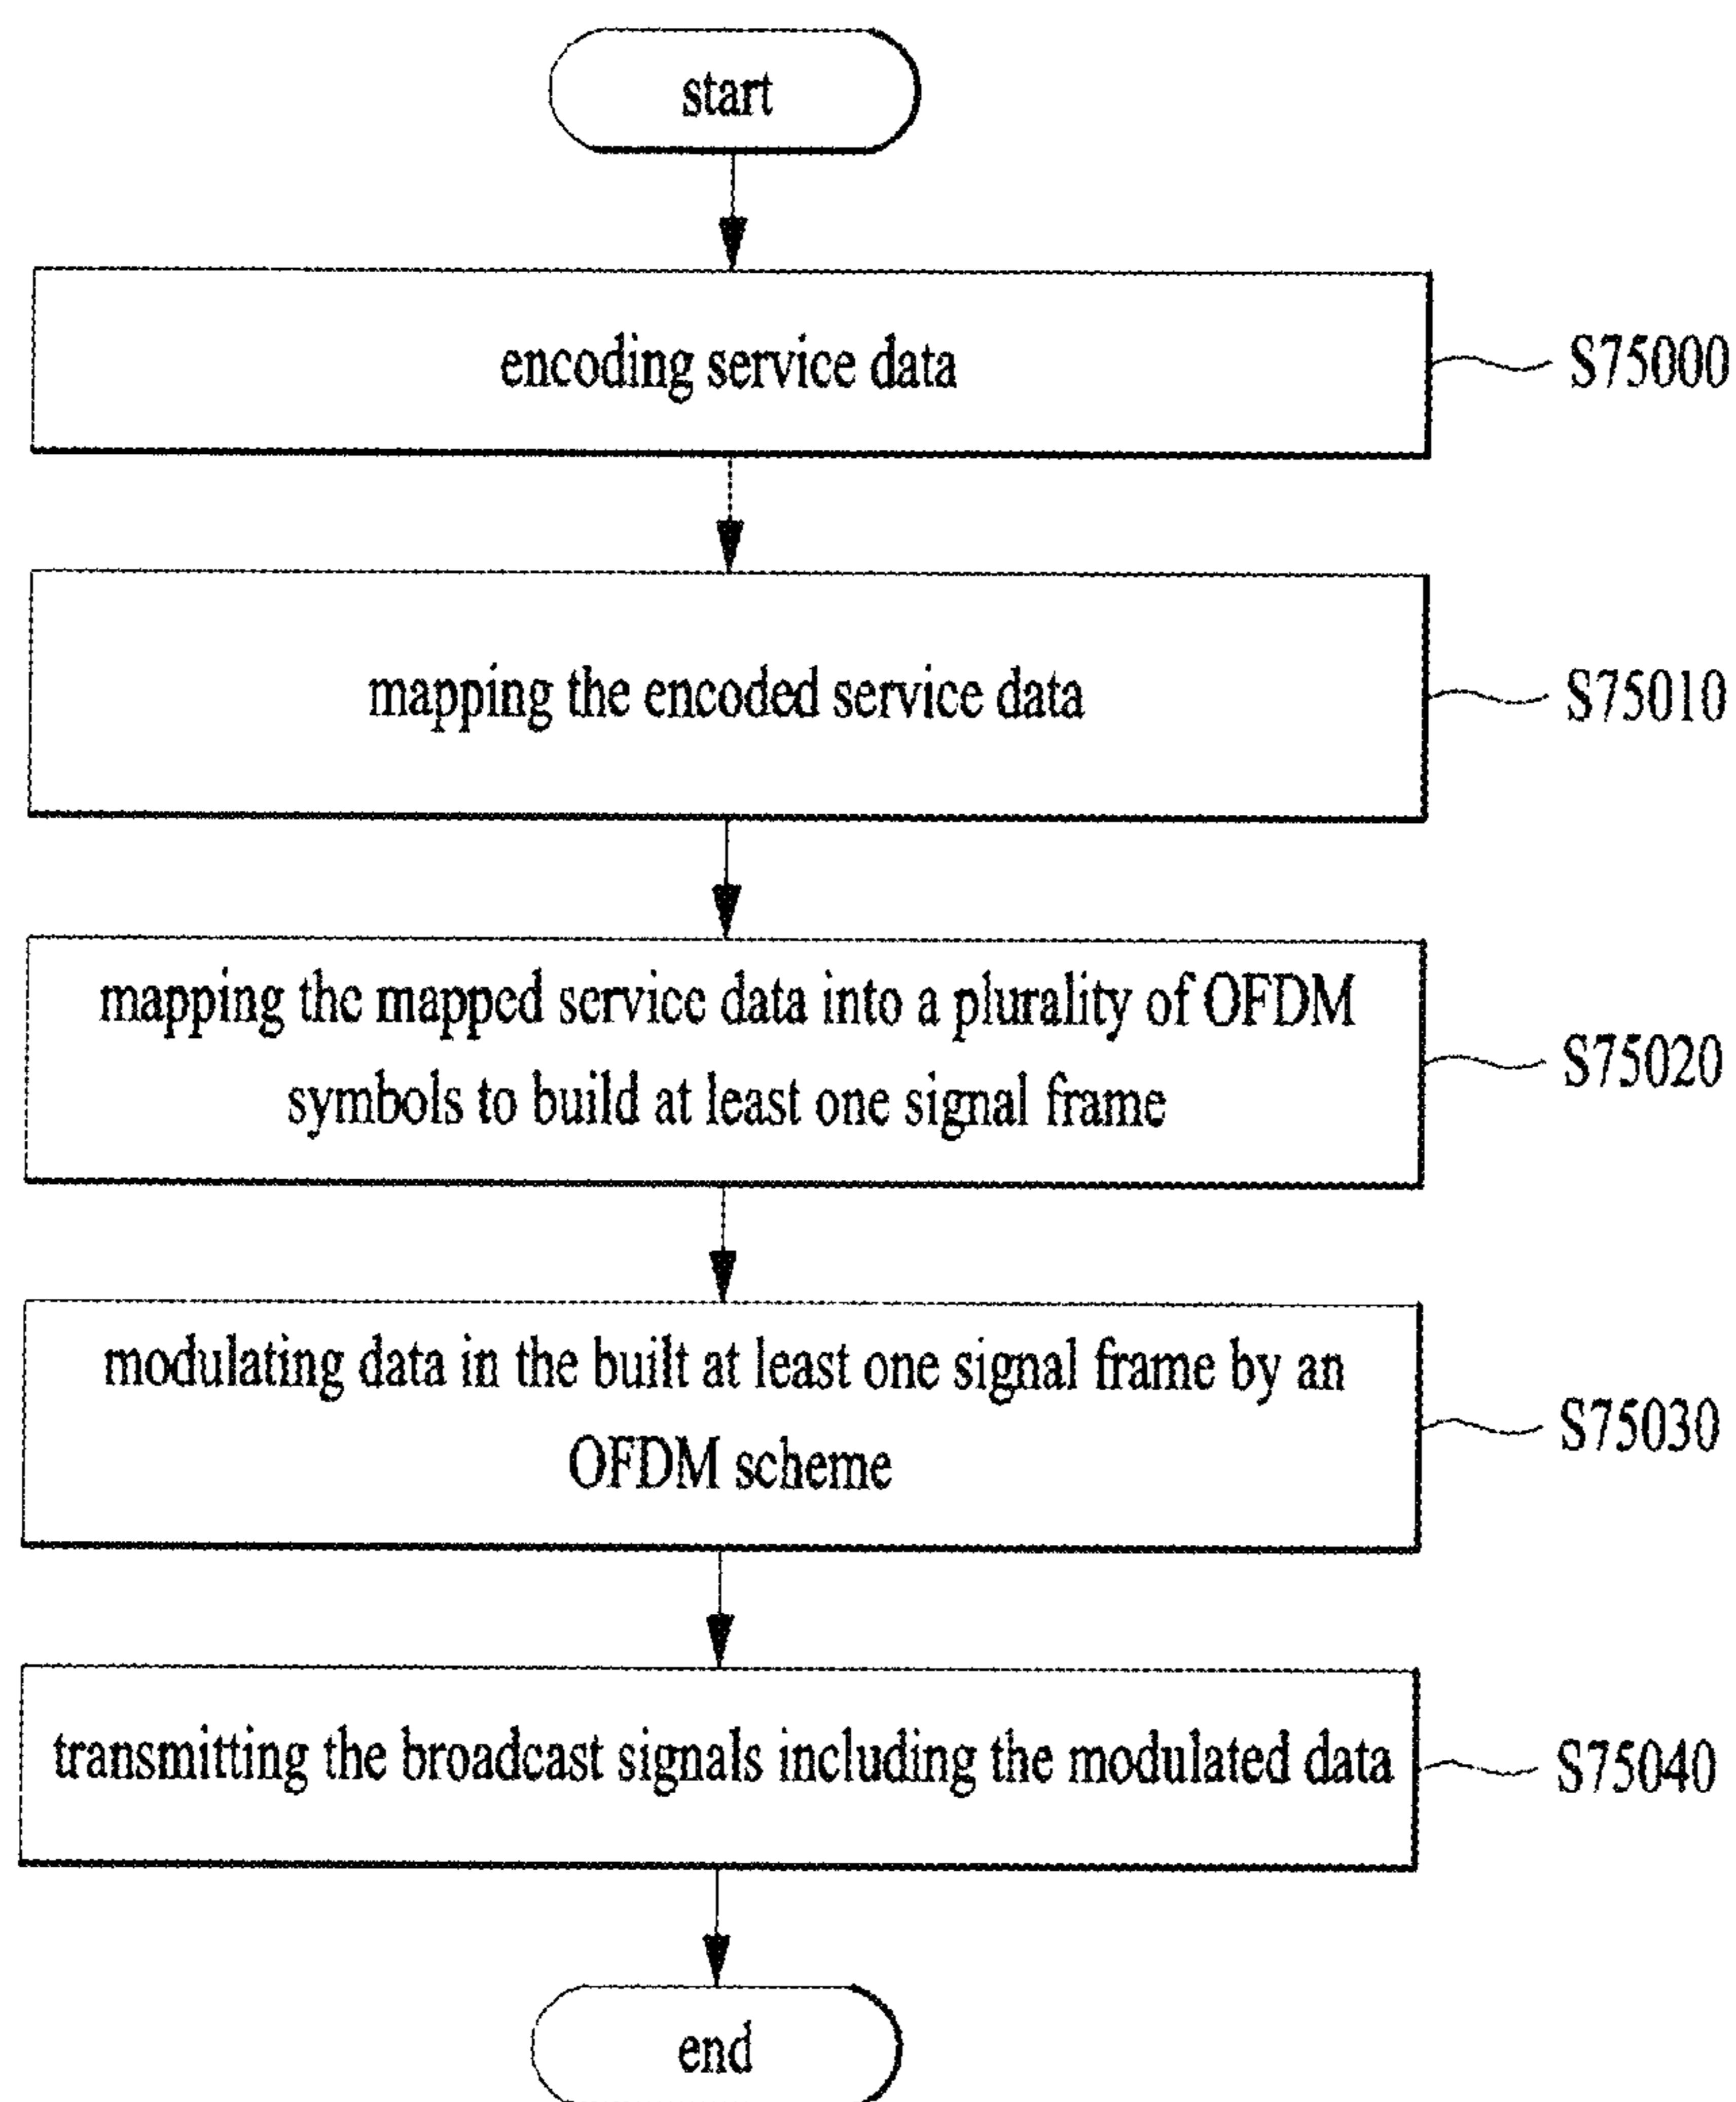 start
encoding service data
S75000
mapping the encoded service data
S75010
mapping the mapped service data into a plurality of OFDM
symbols to build at least one signal frame
S75020
modulating data in the built at least one signal frame by an
OFDM scheme
S75030
transmitting the broadcast signals including the modulated data
S75040
end